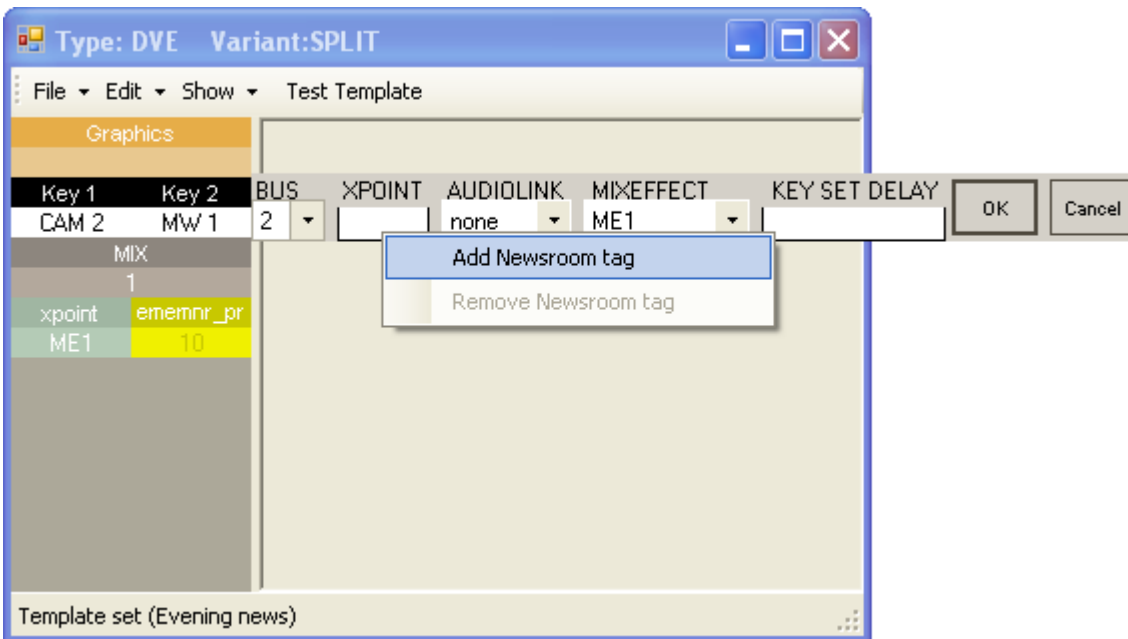 Type: DVE Variant:SPLIT
File Edit Show Test Template
Graphics
Key 1 Key 2 BUS XPOINT AUDIOLINK MIXEFFECT KEY SET DELAY OK Cancel
CAM 2 MW 1 2 none ME1
MIX
1
Add Newsroom tag
Remove Newsroom tag
xpoint ememnr_pr
ME1 10
Template set (Evening news)